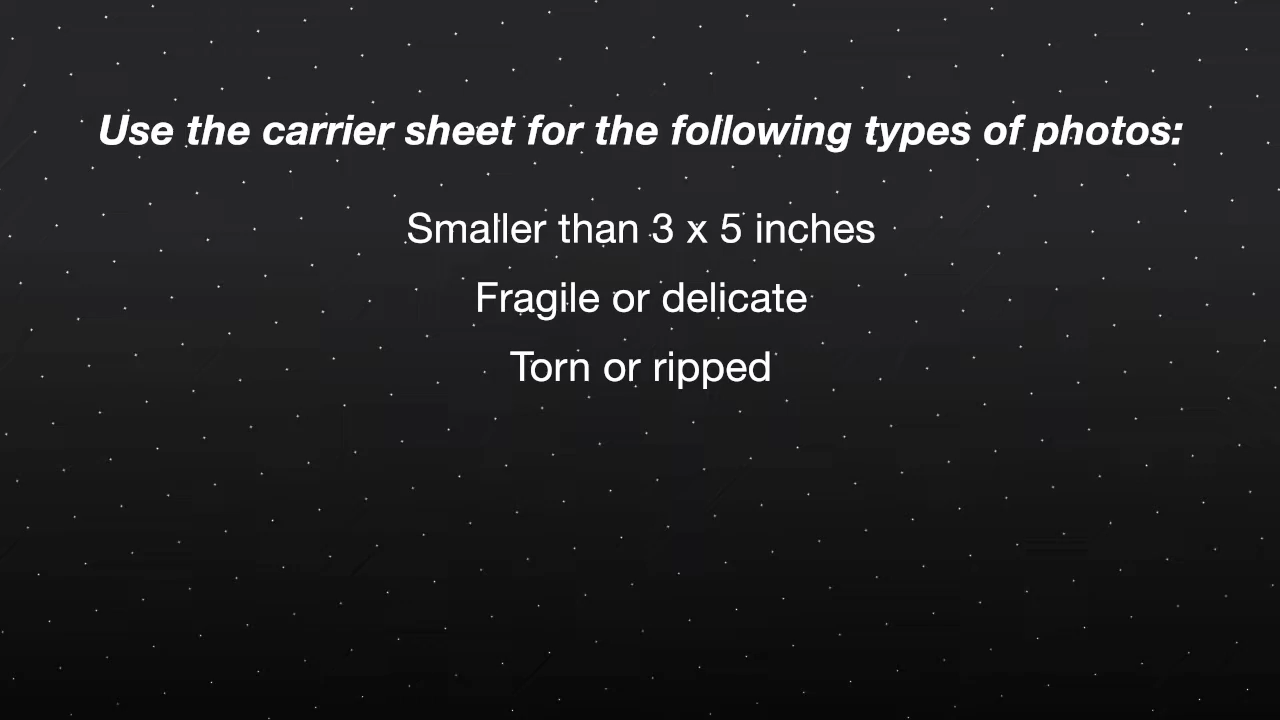 Use the carrier sheet for the following types of photos:
Smaller than 3 x 5 inches
Fragile or delicate
Torn or ripped